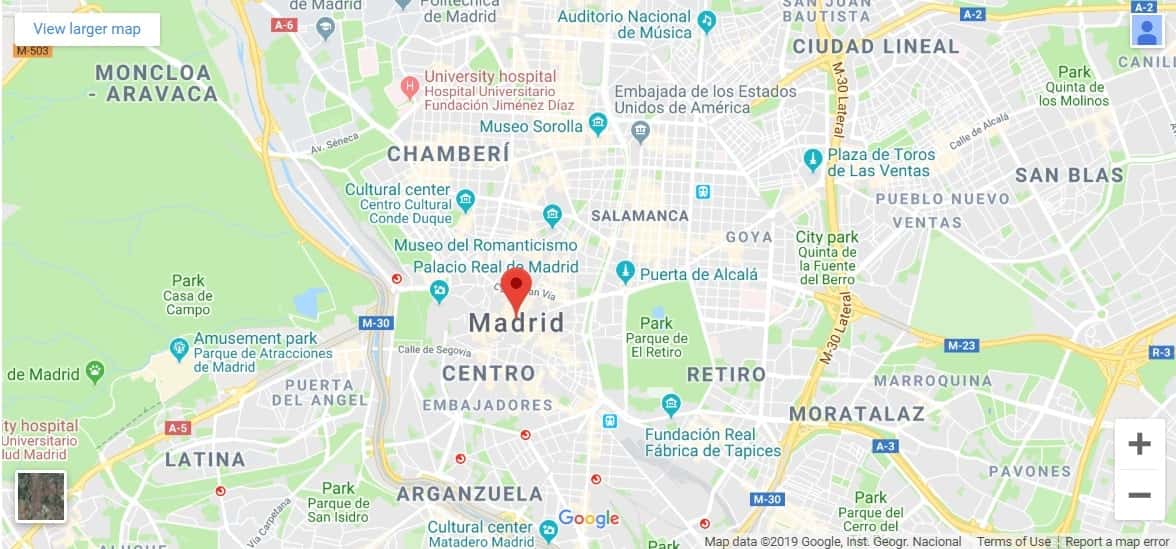 de Madrid
Politécnica
de Madrid
Auditorio Nacional
de Música
SAN JUAN
BAUTISTA
A-2
A-2
View larger map
A-6
M-503
CIUDAD LINEAL
MONCLOA
- ARAVACA
University hospital
Hospital Universitario
Fundación Jiménez Díaz
H
Embajada de los Estados
Unidos de América
M-30 Lateral
Park
Quinta de
los Molinos
CANILL
Museo Sorolla
Av. Séneca
Calle de Alcalá
CHAMBERÍ
Plaza de Toros
de Las Ventas
SAN BLAS
Cultural center
Centro Cultural
Conde Duque
SALAMANCA
PUEBLO NUEVO
VENTAS
GOYA
Museo del Romanticismo
Palacio Real de Madrid
City park
Quinta de
la Fuente
del Berro
Puerta de Alcalá
Park
Casa de
Campo
an Vía
Madrid
M-30
Park
Parque de
El Retiro
M-30 Lateral
Amusement park
Parque de Atracciones
de Madrid
Calle de Segovia
M-23
R-3
de Madrid
CENTRO
RETIRO
MARROQUINA
PUERTA
DEL ANGEL
EMBAJADORES
MORATALAZ
ity hospital
Universitario
lud Madrid
A-5
Fundación Real
Fábrica de Tapices
A-3
LATINA
PAVONES
Park
Parque de
San Isidro
ARGANZUELA
M-30
Park
Parque del
Cerro del
Vía Carpetana
Cultural center
Matadero Madrid
Google
ALUCHE
Map data ©2019 Google, Inst. Geogr. Nacional
Terms of Use
Report a map error